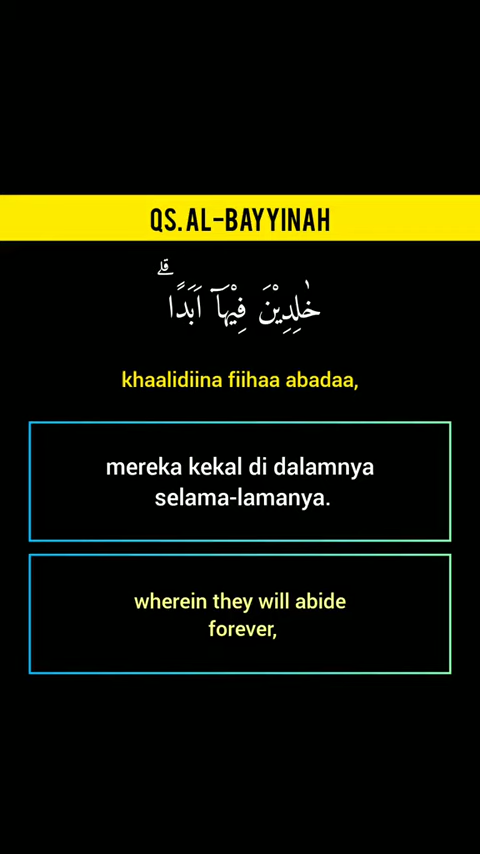 QS. AL-BAYYINAH
خٰلِدِيْنَ فِيْهَآ اَبَدًاۗ
khaalidiina fiihaa abadaa,
mereka kekal di dalamnya
selama-lamanya.
wherein they will abide
forever,